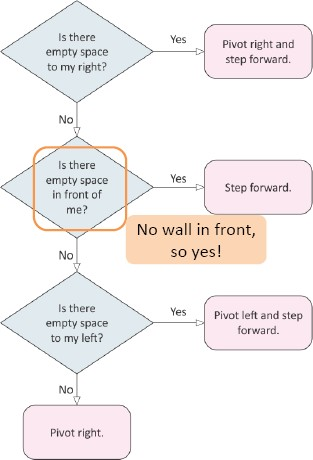 Is there
empty space
to my right?
Yes
Pivot right and
step forward.
No
Is there
empty space
in front of
me?
Yes
Step forward.
No wall in front,
so yes!
No
Is there
empty space
to my left?
Yes
Pivot left and step
forward.
No
Pivot right.